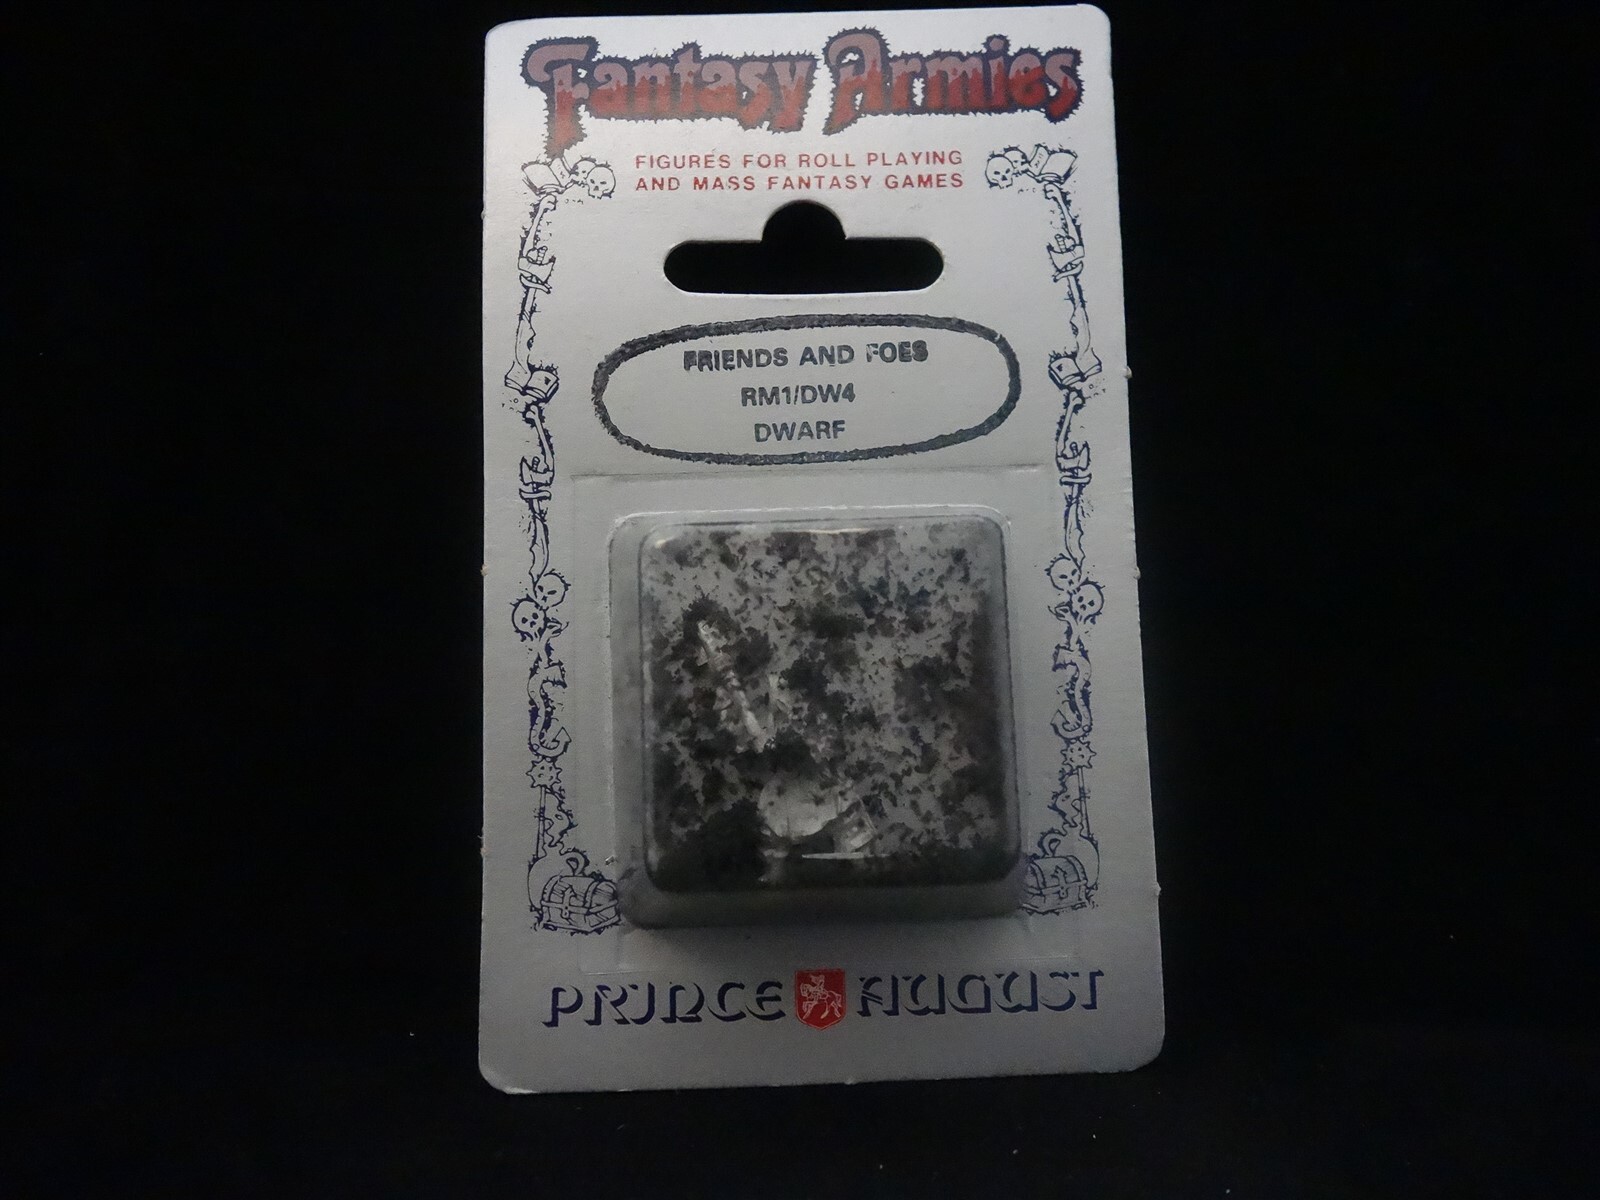 Fantasy Armies
FIGURES FOR ROLL PLAYING
AND MASS FANTASY GAMES
FRIENDS AND FOES
RM1/DW4
DWARF
PRINCE AUGUST